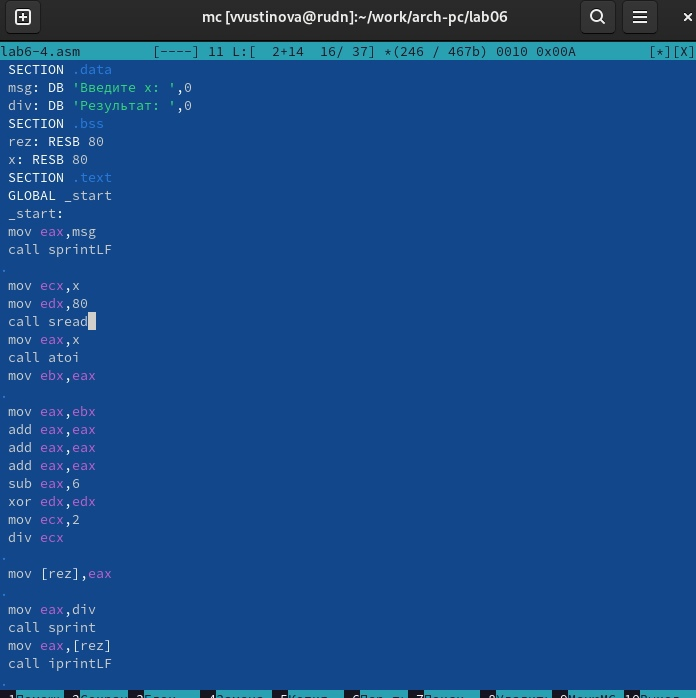 mc [vvustinova@rudn]:~/work/arch-pc/lab06
lab6-4.asm [----] 11 L:[ 2+14 16/ 37] *(246 / 467b) 0010 0x00A [*][X]
SECTION .data
msg: DB 'Введите x: ',0
div: DB 'Результат: ',0
SECTION .bss
rez: RESB 80
x: RESB 80
SECTION .text
GLOBAL _start
_start:
mov eax,msg
call sprintLF
mov ecx,x
mov edx,80
call sread
mov eax,x
call atoi
mov ebx,eax
mov eax,ebx
add eax,eax
add eax,eax
add eax,eax
sub eax,6
xor edx,edx
mov ecx,2
div ecx
mov [rez],eax
mov eax,div
call sprint
mov eax,[rez]
call iprintLF